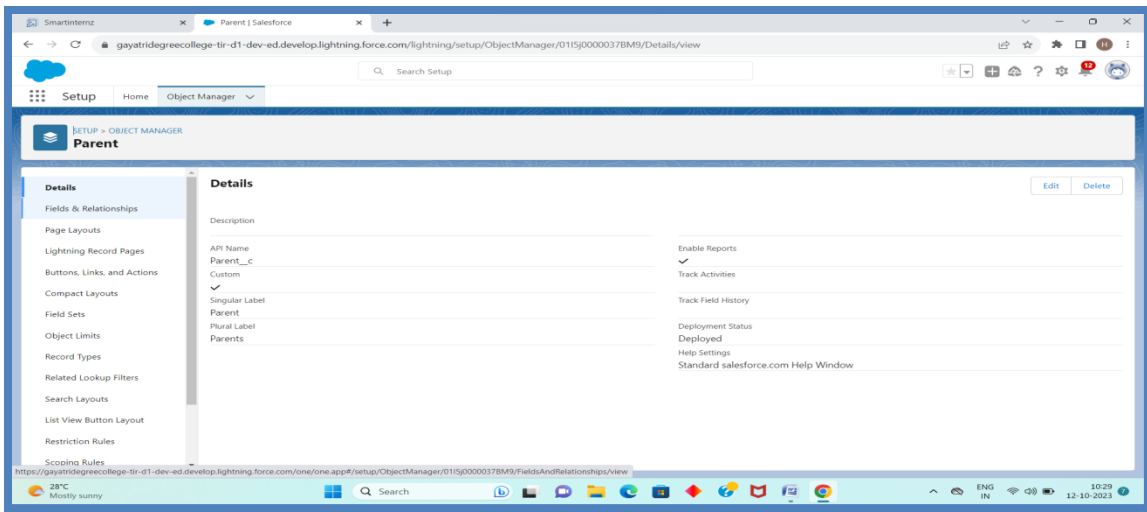 Smartinternz
Parent | Salesforce
gayatridegreecollege-tir-d1-dev-ed.develop.lightning.force.com/lightning/setup/ObjectManager/01I5j0000037BM9/Details/view
H
Search Setup
12
Setup Home Object Manager
SETUP > OBJECT MANAGER
Parent
Details
Fields & Relationships
Page Layouts
Lightning Record Pages
Buttons, Links, and Actions
Compact Layouts
Field Sets
Object Limits
Record Types
Related Lookup Filters
Search Layouts
List View Button Layout
Restriction Rules
Scoping Rules
Details
Edit Delete
Description
API Name
Parent__c
Custom
Singular Label
Parent
Plural Label
Parents
Enable Reports
Track Activities
Track Field History
Deployment Status
Deployed
Help Settings
Standard salesforce.com Help Window
https://gayatridegreecollege-tir-d1-dev-ed.develop.lightning.force.com/one/one.app#/setup/ObjectManager/01I5j0000037BM9/FieldsAndRelationships/view
28°C
Mostly sunny
Search
ENG
IN
10:29
12-10-2023